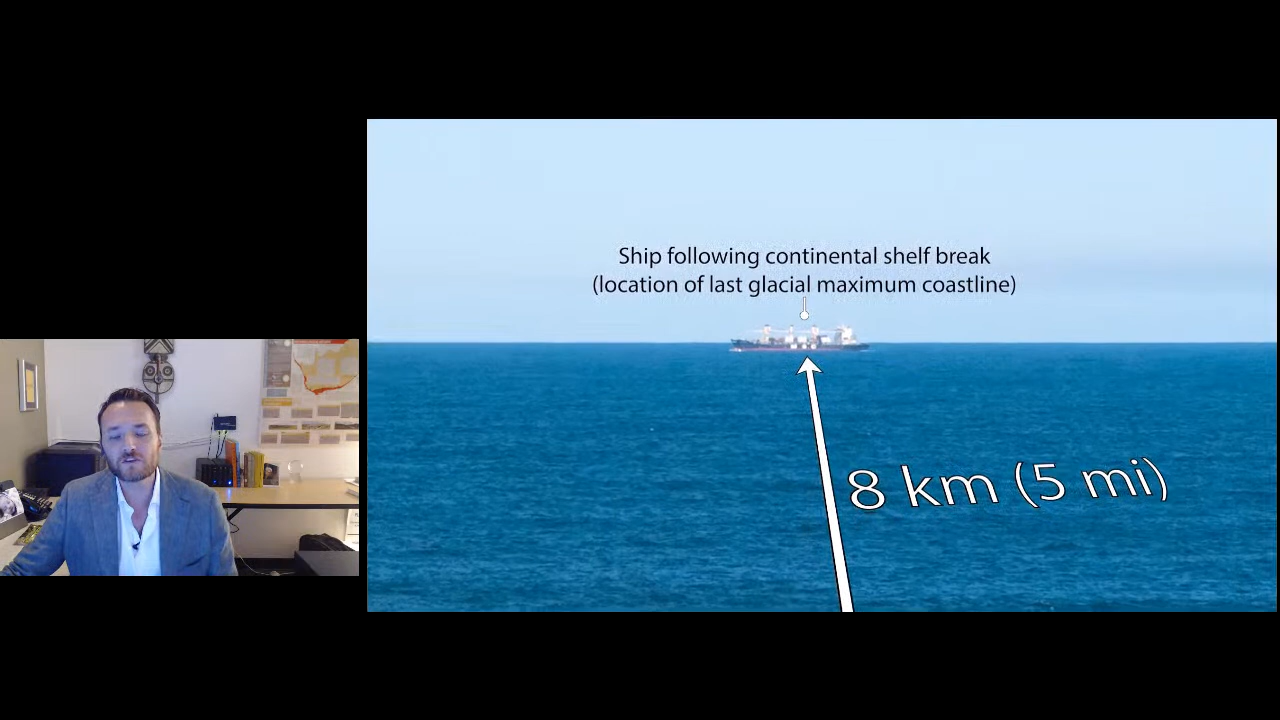 Ship following continental shelf break
(location of last glacial maximum coastline)
8 km (5 mi)